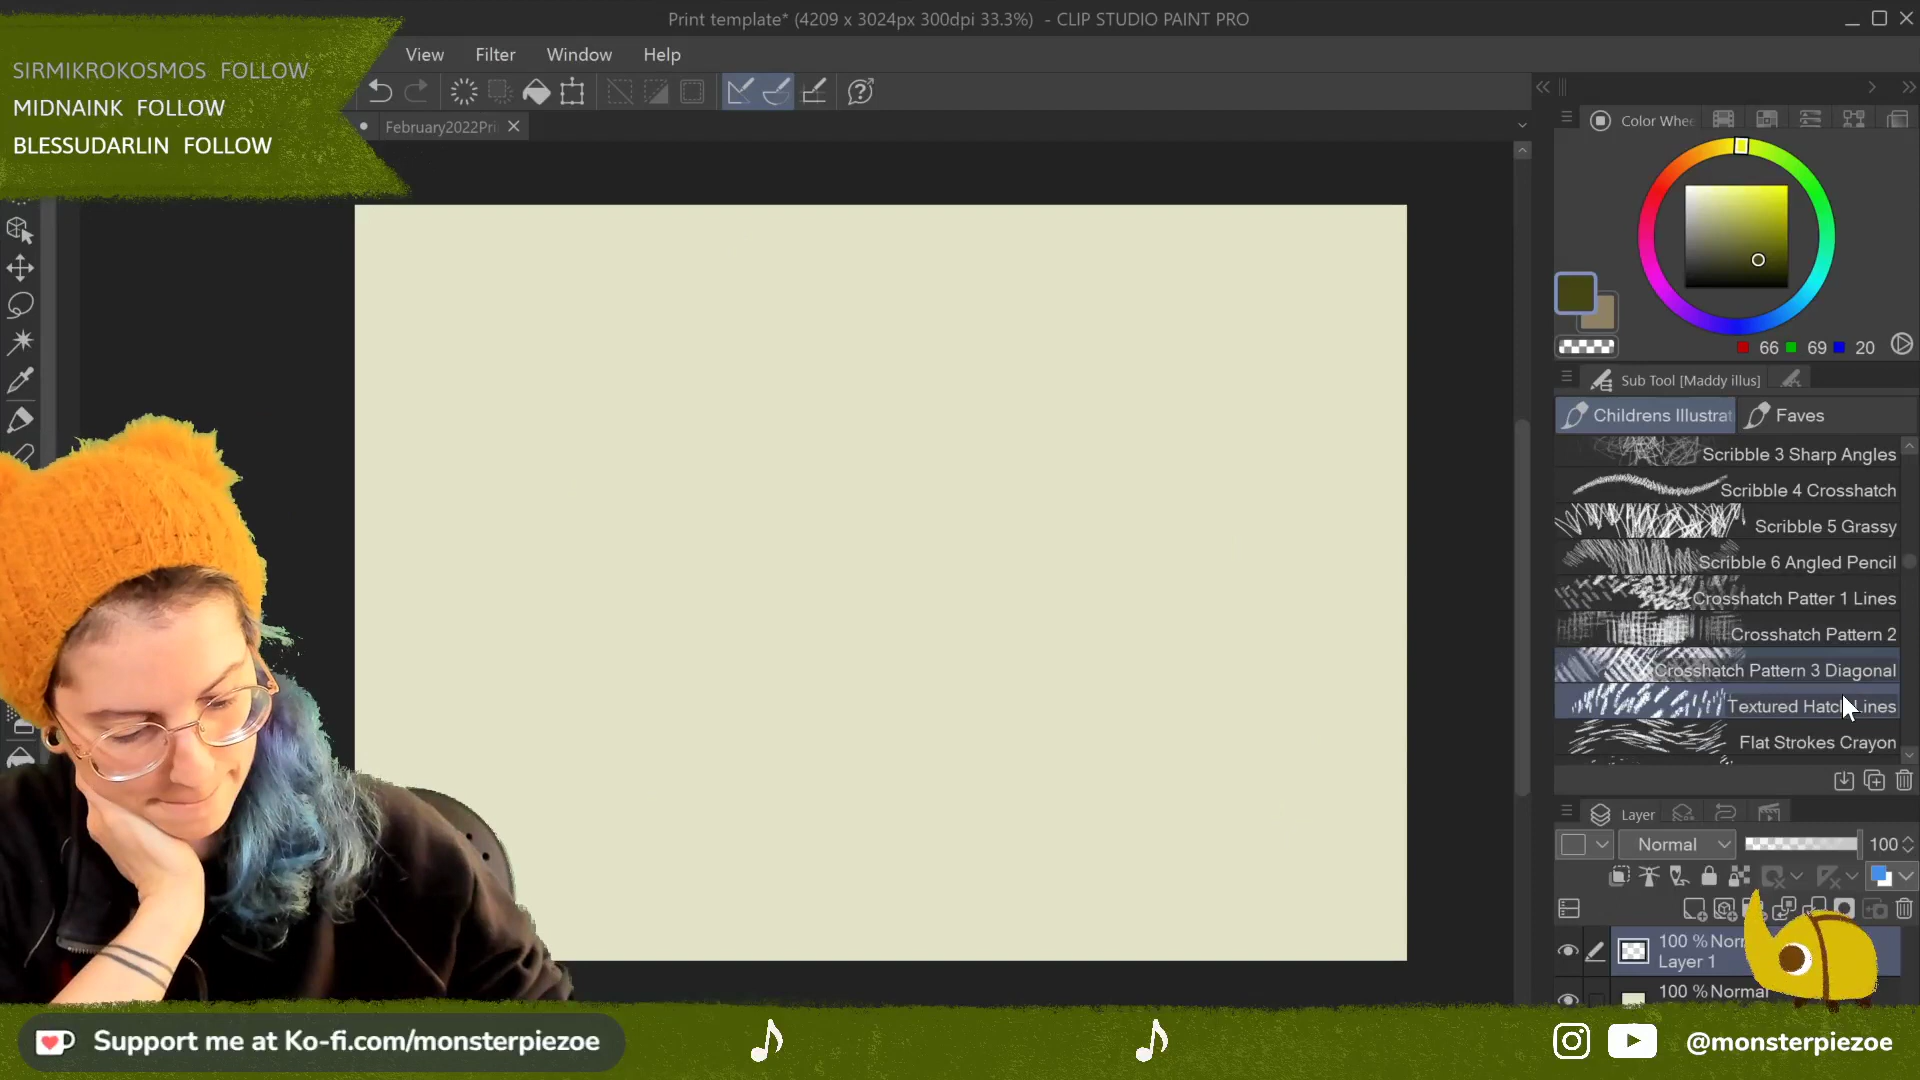 Print template* (4209 x 3024px 300dpi 33.3%) - CLIP STUDIO PAINT PRO
View Filter Window Help
SIRMIKROKOSMOS FOLLOW
MIDNAINK FOLLOW
BLESSUDARLIN FOLLOW
February2022Pri
Color Whee
66 69 20
Sub Tool [Maddy illus]
Childrens Illustrat Faves
Scribble 3 Sharp Angles
Scribble 4 Crosshatch
Scribble 5 Grassy
Scribble 6 Angled Pencil
Crosshatch Patter 1 Lines
Crosshatch Pattern 2
Crosshatch Pattern 3 Diagonal
Textured Hatch Lines
Flat Strokes Crayon
Layer
Normal 100
100 % Nor
Layer 1
100 % Normal
Support me at Ko-fi.com/monsterpiezoe
@monsterpiezoe